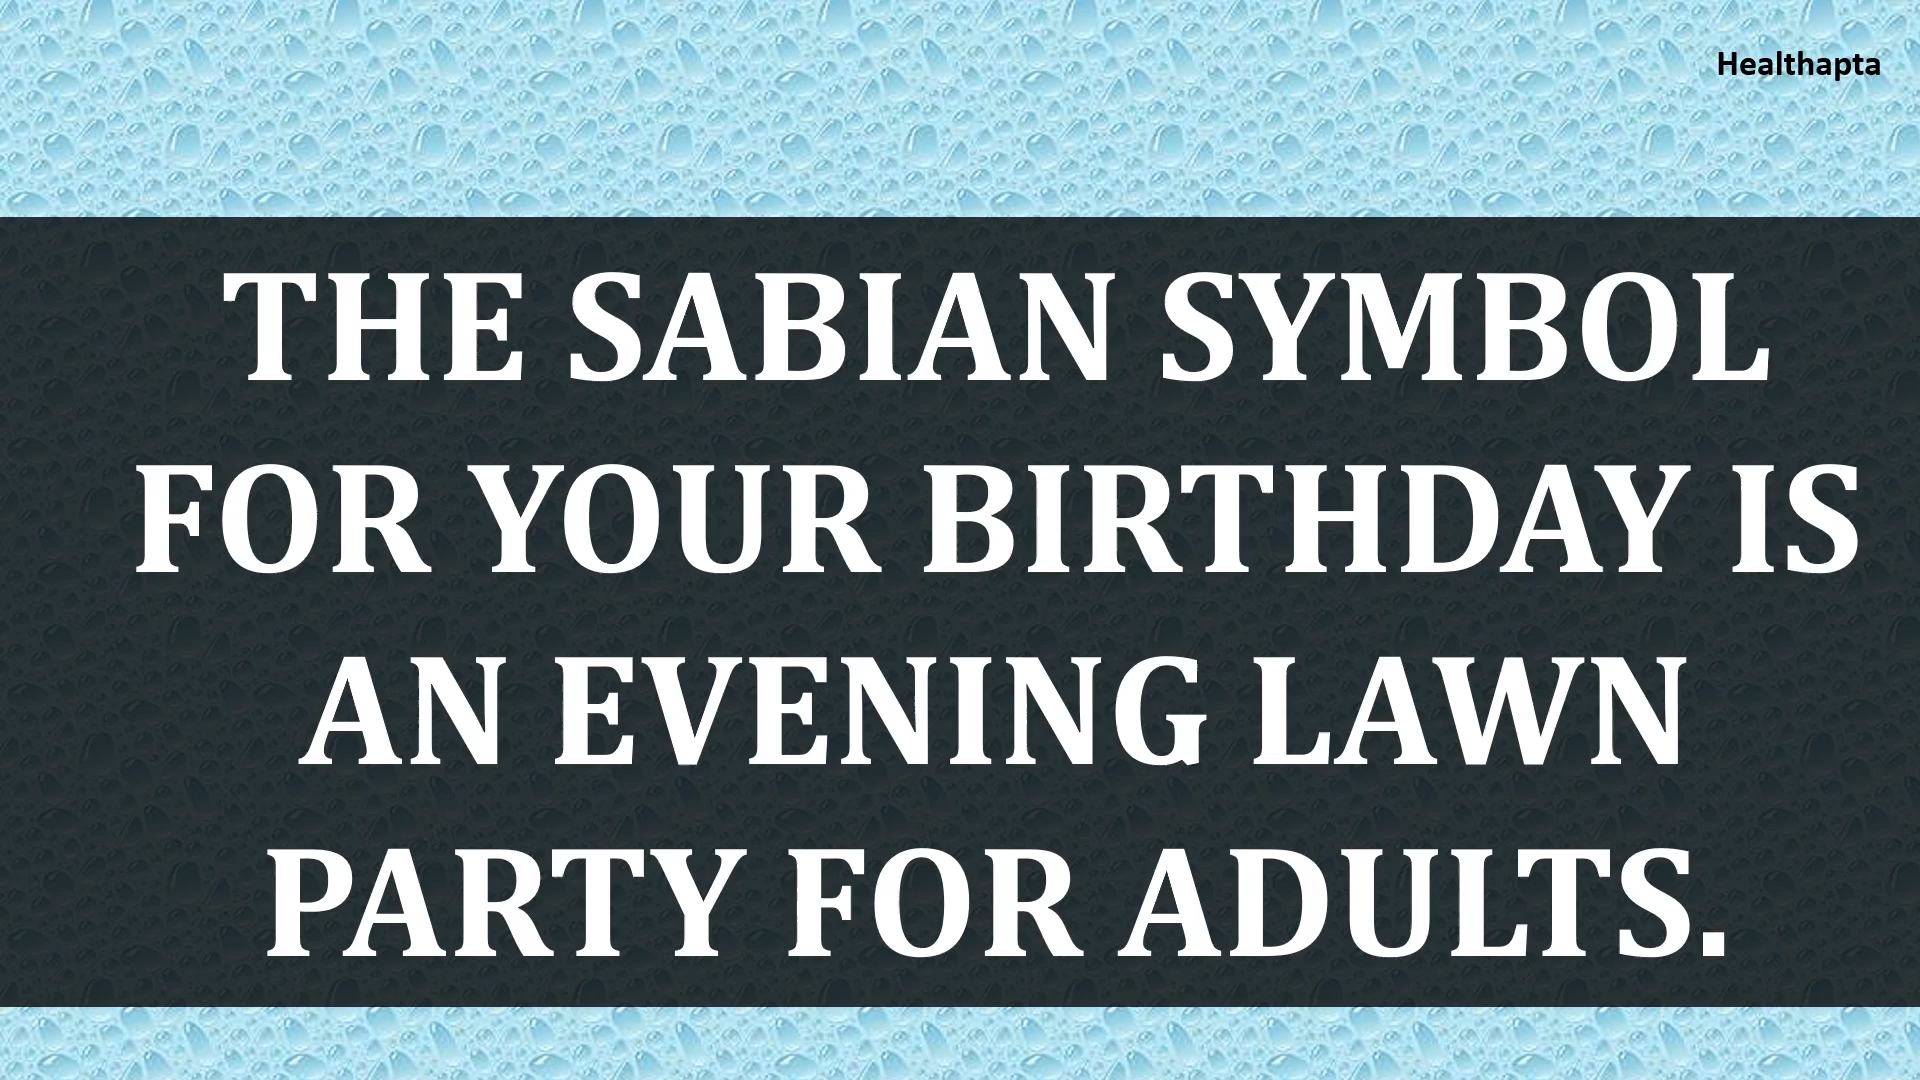 Healthapta
THE SABIAN SYMBOL
FOR YOUR BIRTHDAY IS
AN EVENING LAWN
PARTY FOR ADULTS.